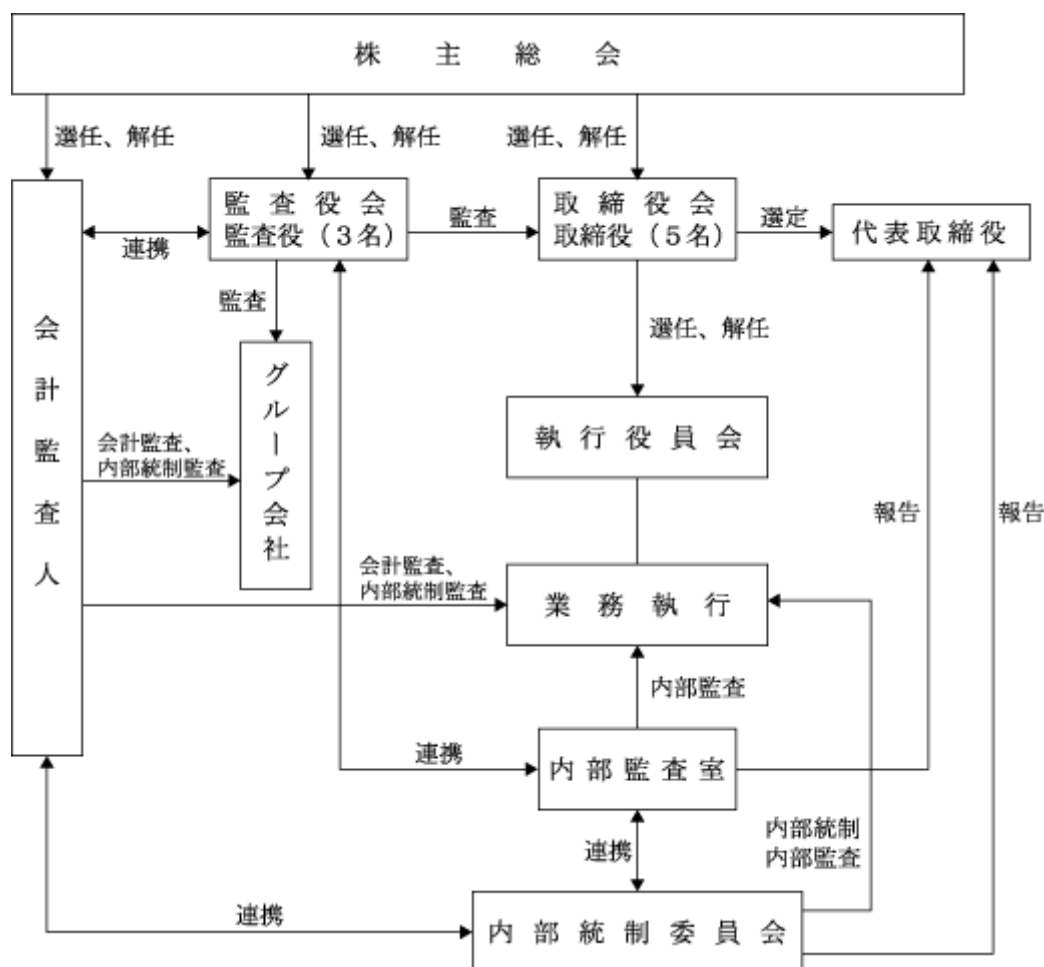 株主総会
選任、解任
選任、解任
選任、解任
監査役会
監査役（３名）
監査
取締役会
取締役（５名）
選定
代表取締役
連携
監査
選任、解任
会計監査人
グループ会社
執行役員会
会計監査、
内部統制監査
報告
報告
会計監査、
内部統制監査
業務執行
内部監査
連携
内部監査室
内部統制
内部監査
連携
連携
内部統制委員会